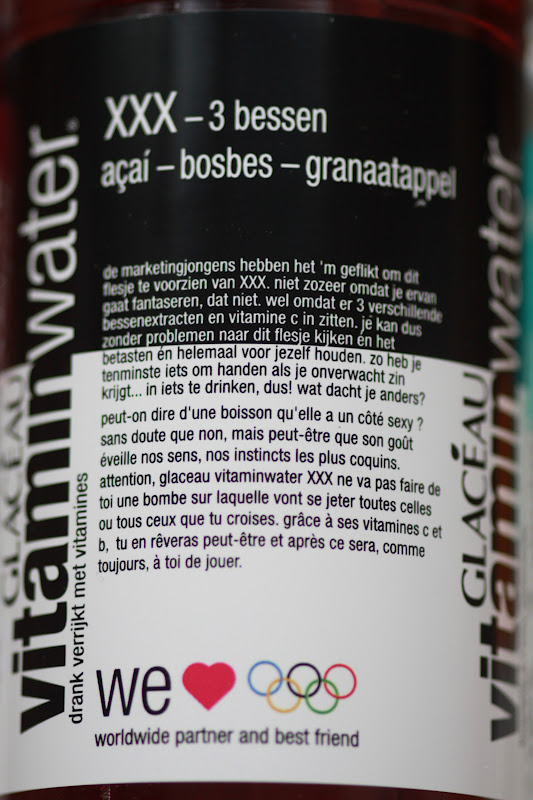 XXX – 3 bessen
açaí – bosbes – granaatappel
de marketingjongens hebben het 'm geflikt om dit
flesje te voorzien van XXX. niet zozeer omdat je ervan
gaat fantaseren, dat niet. wel omdat er 3 verschillende
bessenextracten en vitamine c in zitten. je kan dus
zonder problemen naar dit flesje kijken én het
betasten én helemaal voor jezelf houden. zo heb je
tenminste iets om handen als je onverwacht zin
krijgt... in iets te drinken, dus! wat dacht je anders?
peut-on dire d'une boisson qu'elle a un côté sexy ?
sans doute que non, mais peut-être que son goût
éveille nos sens, nos instincts les plus coquins.
attention, glaceau vitaminwater XXX ne va pas faire de
toi une bombe sur laquelle vont se jeter toutes celles
ou tous ceux que tu croises. grâce à ses vitamines c et
b, tu en rêveras peut-être et après ce sera, comme
toujours, à toi de jouer.
we
worldwide partner and best friend
GLACÉAU
vitaminwater®
drank verrijkt met vitamines
GLACÉAU
vitaminwater